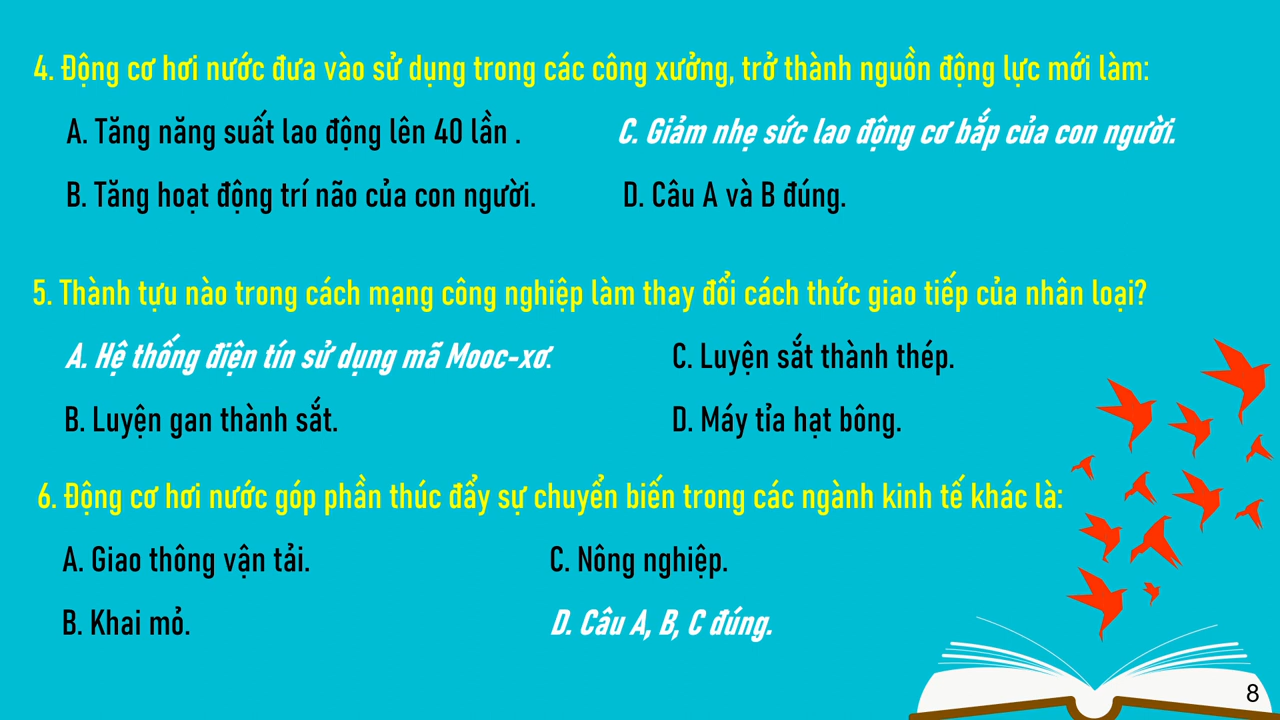 4. Động cơ hơi nước đưa vào sử dụng trong các công xưởng, trở thành nguồn động lực mới làm:
A. Tăng năng suất lao động lên 40 lần .
C. Giảm nhẹ sức lao động cơ bắp của con người.
B. Tăng hoạt động trí não của con người.
D. Câu A và B đúng.
5. Thành tựu nào trong cách mạng công nghiệp làm thay đổi cách thức giao tiếp của nhân loại?
A. Hệ thống điện tín sử dụng mã Mooc-xơ.
C. Luyện sắt thành thép.
B. Luyện gan thành sắt.
D. Máy tỉa hạt bông.
6. Động cơ hơi nước góp phần thúc đẩy sự chuyển biến trong các ngành kinh tế khác là:
A. Giao thông vận tải.
C. Nông nghiệp.
B. Khai mỏ.
D. Câu A, B, C đúng.
8